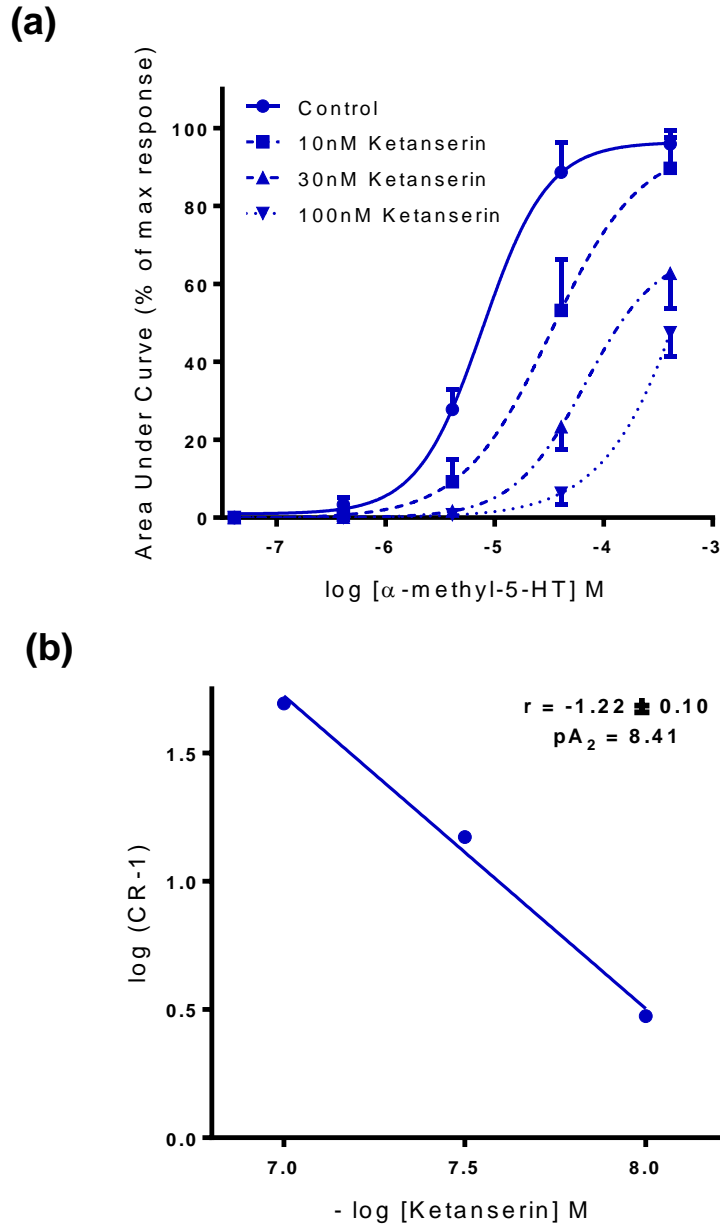 (a)
Area Under Curve (% of max response)
Control
10nM Ketanserin
30nM Ketanserin
100nM Ketanserin
100
80
60
40
20
0
-7
-6
-5
-4
-3
log [α-methyl-5-HT] M
(b)
r = -1.22 ± 0.10
pA₂ = 8.41
log (CR-1)
1.5
1.0
0.5
0.0
7.0
7.5
8.0
- log [Ketanserin] M